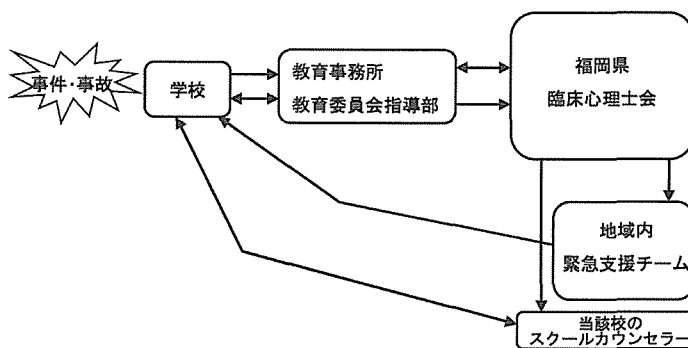 事件・事故
学校
教育事務所
教育委員会指導部
福岡県
臨床心理士会
地域内
緊急支援チーム
当該校の
スクールカウンセラー